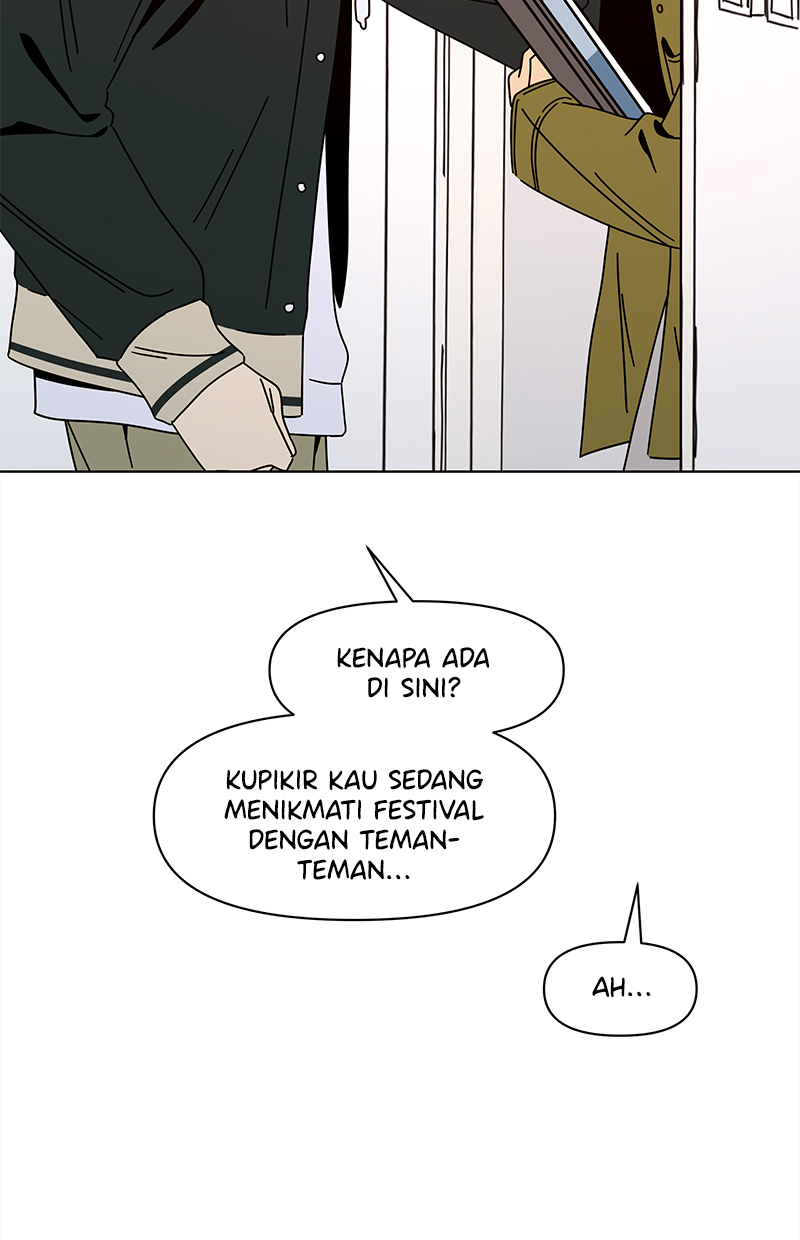 KENAPA ADA
DI SINI?
KUPIKIR KAU SEDANG
MENIKMATI FESTIVAL
DENGAN TEMAN-
TEMAN...
AH...